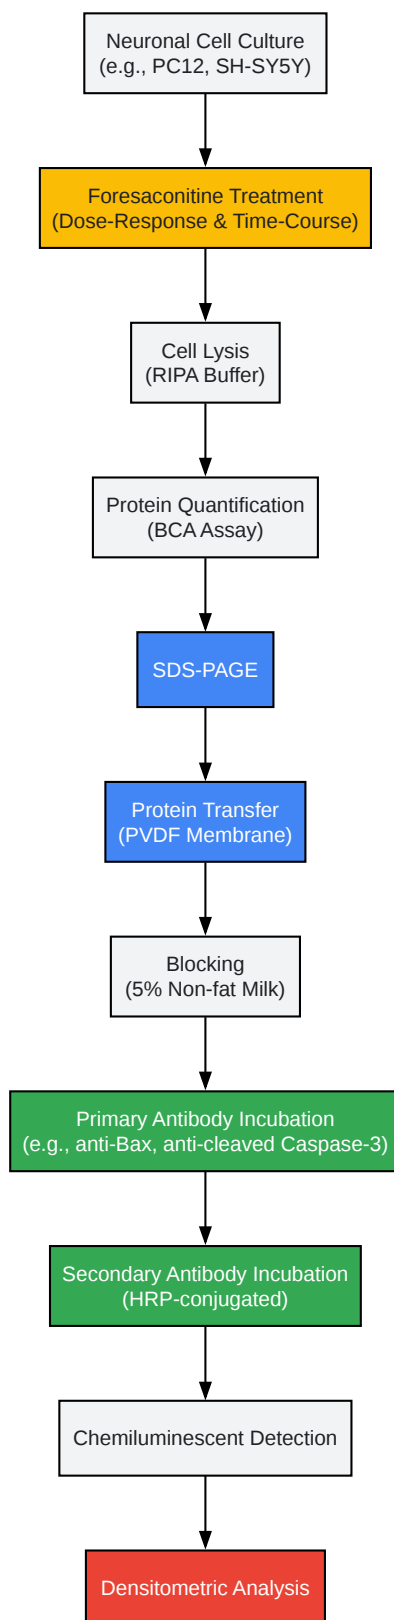 Neuronal Cell Culture
(e.g., PC12, SH-SY5Y)
Foresaconitine Treatment
(Dose-Response & Time-Course)
Cell Lysis
(RIPA Buffer)
Protein Quantification
(BCA Assay)
SDS-PAGE
Protein Transfer
(PVDF Membrane)
Blocking
(5% Non-fat Milk)
Primary Antibody Incubation
(e.g., anti-Bax, anti-cleaved Caspase-3)
Secondary Antibody Incubation
(HRP-conjugated)
Chemiluminescent Detection
Densitometric Analysis